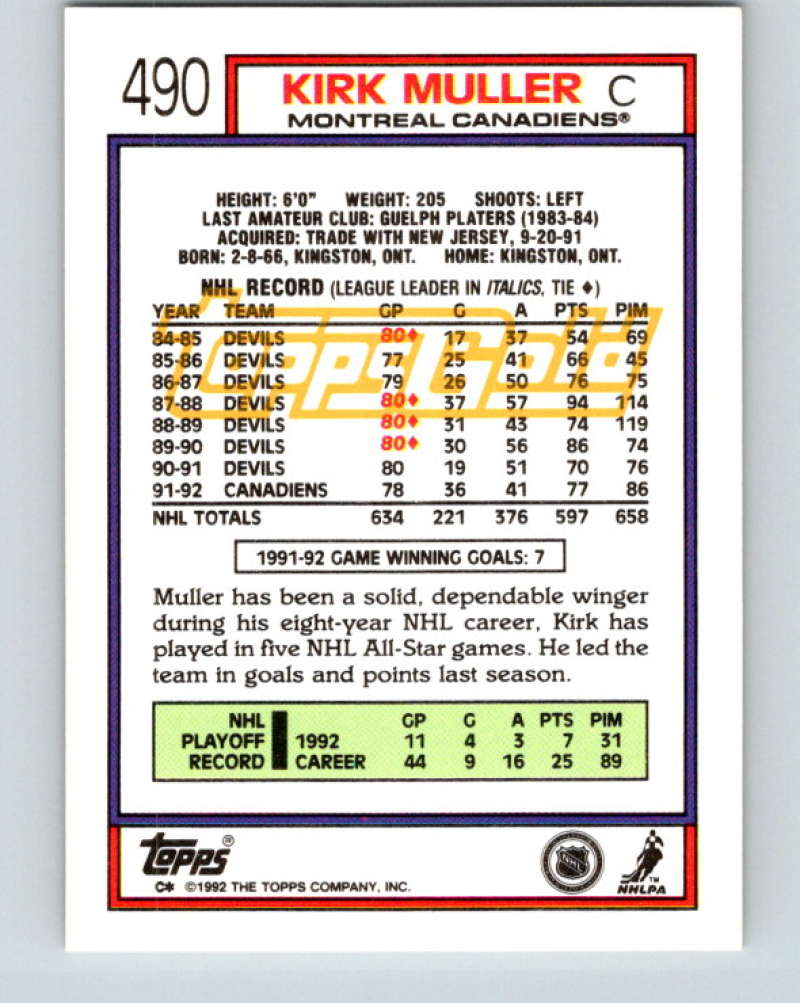 490
KIRK MULLER C
MONTREAL CANADIENS®
HEIGHT: 6'0" WEIGHT: 205 SHOOTS: LEFT
LAST AMATEUR CLUB: GUELPH PLATERS (1983-84)
ACQUIRED: TRADE WITH NEW JERSEY, 9-20-91
BORN: 2-8-66, KINGSTON, ONT. HOME: KINGSTON, ONT.
NHL RECORD (LEAGUE LEADER IN ITALICS, TIE ♦)
YEAR TEAM GP G A PTS PIM
84-85 DEVILS 80♦ 17 37 54 69
85-86 DEVILS 77 25 41 66 45
86-87 DEVILS 79 26 50 76 75
87-88 DEVILS 80♦ 37 57 94 114
88-89 DEVILS 80♦ 31 43 74 119
89-90 DEVILS 80♦ 30 56 86 74
90-91 DEVILS 80 19 51 70 76
91-92 CANADIENS 78 36 41 77 86
NHL TOTALS 634 221 376 597 658
Topps Gold
1991-92 GAME WINNING GOALS: 7
Muller has been a solid, dependable winger
during his eight-year NHL career, Kirk has
played in five NHL All-Star games. He led the
team in goals and points last season.
NHL GP G A PTS PIM
PLAYOFF 1992 11 4 3 7 31
RECORD CAREER 44 9 16 25 89
Topps®
C* ©1992 THE TOPPS COMPANY, INC.
NHL
NHLPA™